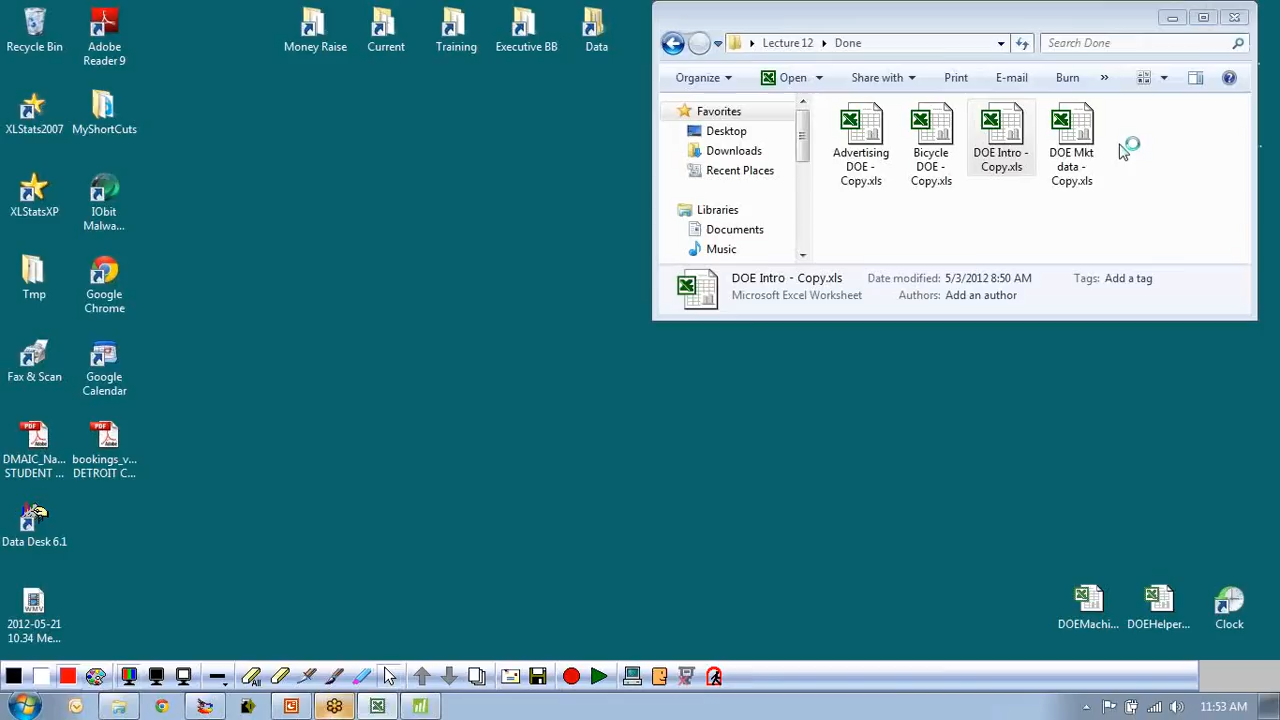 Recycle Bin
Adobe
Reader 9
Money Raise
Current
Training
Executive BB
Data
XLStats2007
MyShortCuts
XLStatsXP
IObit
Malwa...
Tmp
Google
Chrome
Fax & Scan
Google
Calendar
DMAIC_Na...
STUDENT ...
bookings_v...
DETROIT C...
Data Desk 6.1
2012-05-21
10.34 Me...
Lecture 12
Done
Search Done
Organize
Open
Share with
Print
E-mail
Burn
»
Favorites
Desktop
Downloads
Recent Places
Libraries
Documents
Music
Advertising
DOE -
Copy.xls
Bicycle
DOE -
Copy.xls
DOE Intro -
Copy.xls
DOE Mkt
data -
Copy.xls
DOE Intro - Copy.xls
Date modified: 5/3/2012 8:50 AM
Tags: Add a tag
Microsoft Excel Worksheet
Authors: Add an author
DOEMachi...
DOEHelper...
Clock
All
11:53 AM